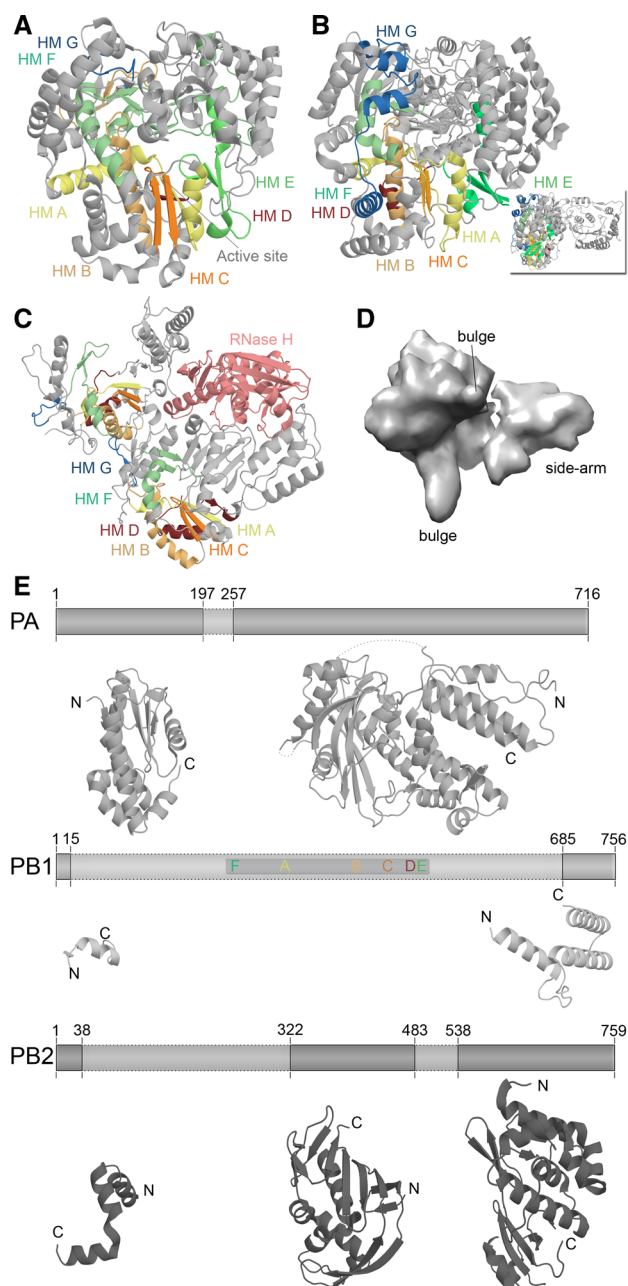 A
HM G
HM F
HM A
HM E
HM D
Active site
HM B
HM C
B
HM G
HM F
HM E
HM D
HM A
HM B
HM C
C
RNase H
HM G
HM F
HM D
HM A
HM B
HM C
D
bulge
side-arm
bulge
E
1 197 257 716
PA
N
N
C
C
1 15 685 756
PB1
F A B C D E
C
N
C
N
1 38 322 483 538 759
PB2
N
C
N
N
C
C